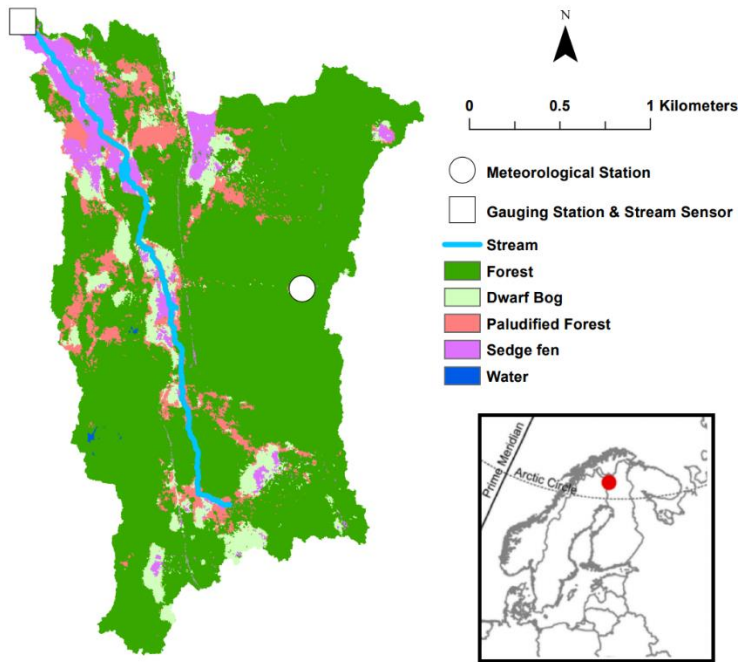 N
0 0.5 1 Kilometers
Meteorological Station
Gauging Station & Stream Sensor
Stream
Forest
Dwarf Bog
Paludified Forest
Sedge fen
Water
Prime Meridian
Arctic Circle